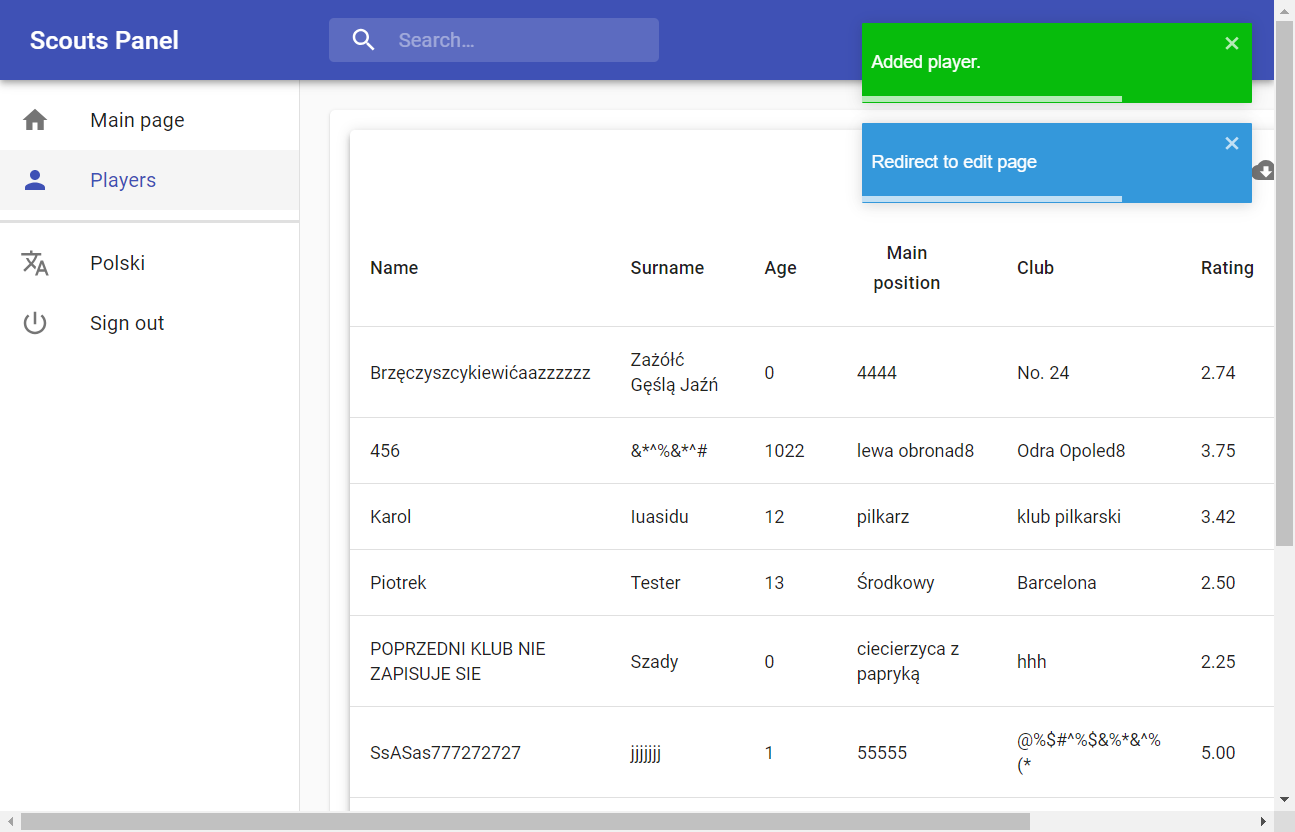 Scouts Panel
Search…
Added player.
Redirect to edit page
Main page
Players
Polski
Sign out
Name Surname Age Main position Club Rating
Brzęczyszcykiewićaazzzzzz Zażółć Gęślą Jaźń 0 4444 No. 24 2.74
456 &*^%&*^# 1022 lewa obronad8 Odra Opoled8 3.75
Karol Iuasidu 12 pilkarz klub pilkarski 3.42
Piotrek Tester 13 Środkowy Barcelona 2.50
POPRZEDNI KLUB NIE ZAPISUJE SIE Szady 0 ciecierzyca z papryką hhh 2.25
SsASas777272727 jjjjjjj 1 55555 @%$#^%$&%*&^%(* 5.00